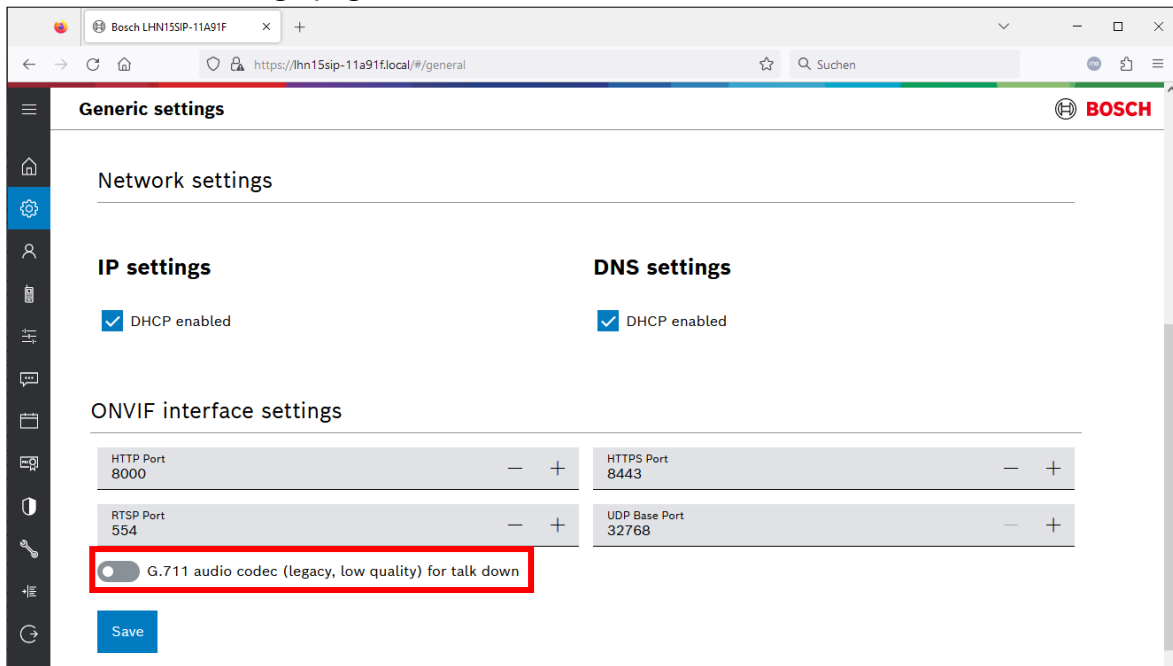 Bosch LHN15SIP-11A91F
https://lhn15sip-11a91f.local/#/general
Suchen
me
Generic settings
BOSCH
Network settings
IP settings
DNS settings
DHCP enabled
DHCP enabled
ONVIF interface settings
HTTP Port
8000
HTTPS Port
8443
RTSP Port
554
UDP Base Port
32768
G.711 audio codec (legacy, low quality) for talk down
Save